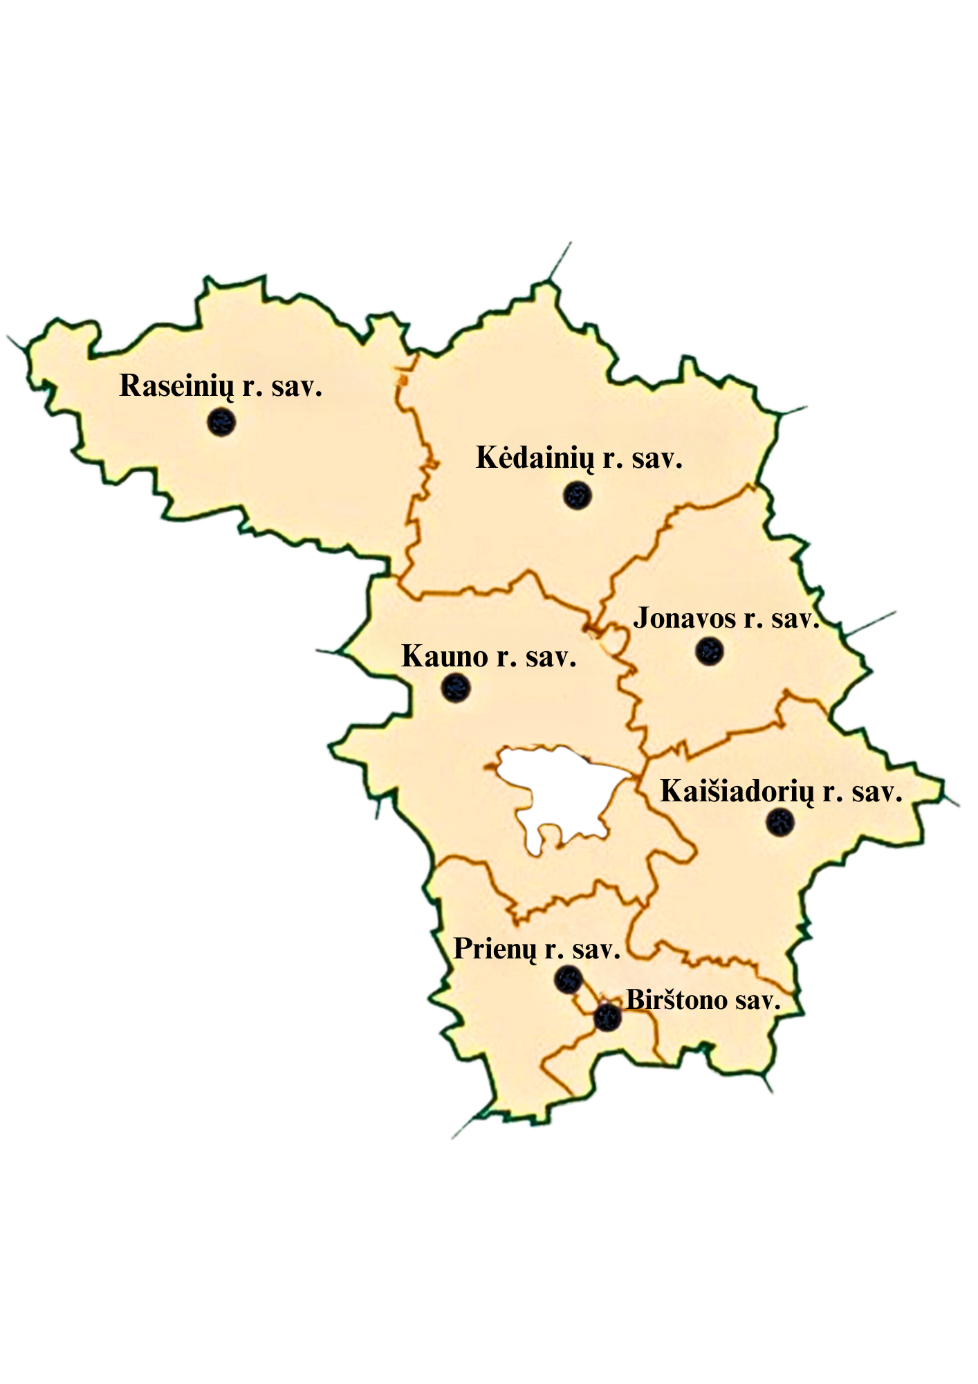 Raseinių r. sav.
Kėdainių r. sav.
Jonavos r. sav.
Kauno r. sav.
Kaišiadorių r. sav.
Prienų r. sav.
Birštono sav.